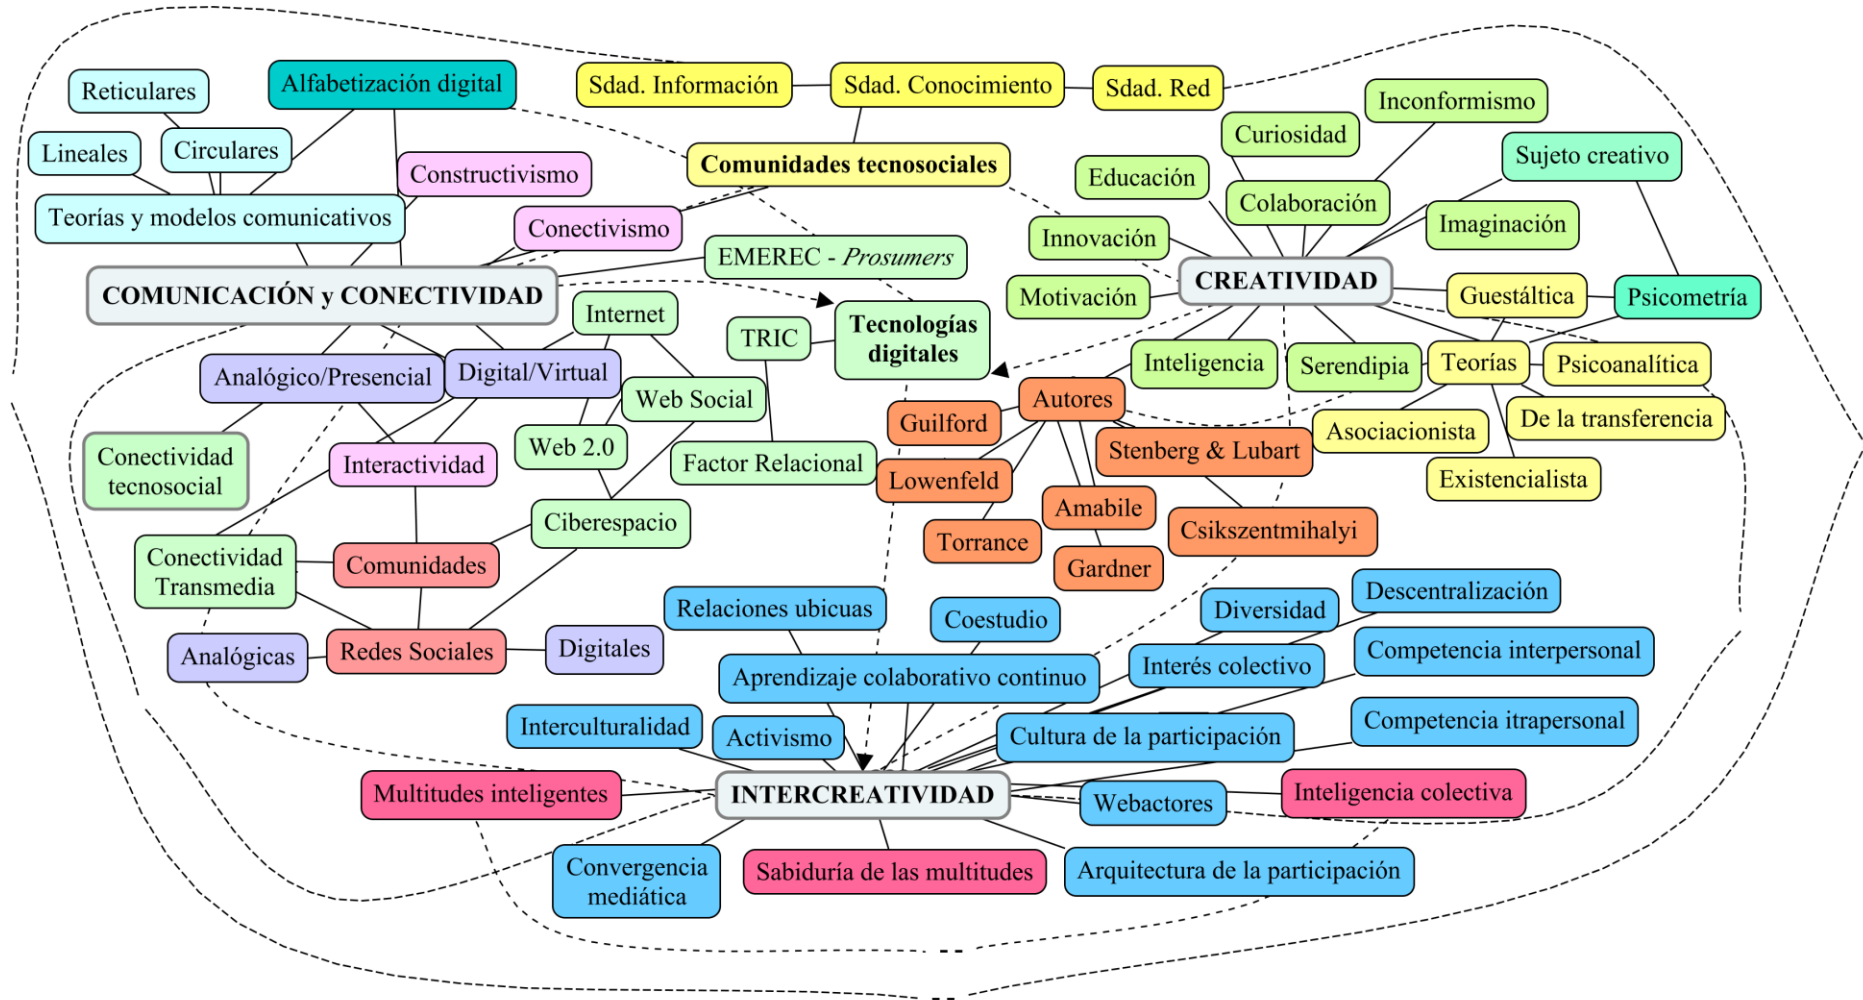 Reticulares
Alfabetización digital
Sdad. Información
Sdad. Conocimiento
Sdad. Red
Inconformismo
Lineales
Circulares
Curiosidad
Constructivismo
Comunidades tecnosociales
Educación
Sujeto creativo
Teorías y modelos comunicativos
Conectivismo
Colaboración
Imaginación
EMEREC - Prosumers
Innovación
COMUNICACIÓN y CONECTIVIDAD
CREATIVIDAD
Motivación
Guestáltica
Psicometría
Internet
TRIC
Tecnologías
digitales
Analógico/Presencial
Digital/Virtual
Inteligencia
Serendipia
Teorías
Psicoanalítica
Web Social
Autores
Guilford
De la transferencia
Asociacionista
Conectividad
tecnosocial
Interactividad
Web 2.0
Factor Relacional
Stenberg & Lubart
Lowenfeld
Existencialista
Ciberespacio
Amabile
Torrance
Csikszentmihalyi
Gardner
Conectividad
Transmedia
Comunidades
Relaciones ubicuas
Coestudio
Diversidad
Descentralización
Analógicas
Redes Sociales
Digitales
Aprendizaje colaborativo continuo
Interés colectivo
Competencia interpersonal
Interculturalidad
Activismo
Cultura de la participación
Competencia itrapersonal
Multitudes inteligentes
INTERCREATIVIDAD
Webactores
Inteligencia colectiva
Convergencia
mediática
Sabiduría de las multitudes
Arquitectura de la participación